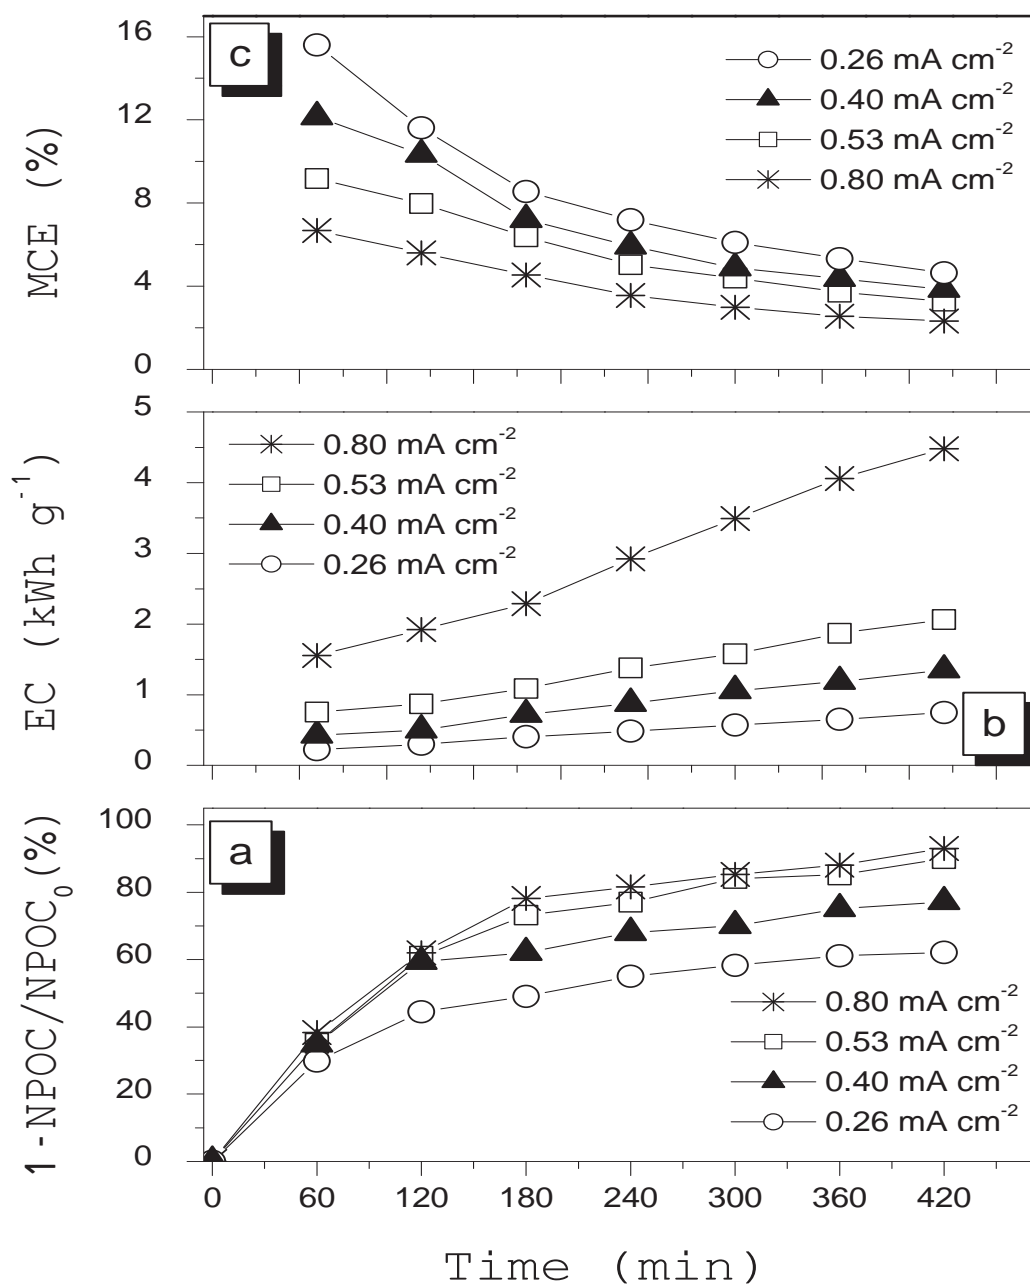 c
MCE (%)
16
12
8
4
0
0.26 mA cm⁻²
0.40 mA cm⁻²
0.53 mA cm⁻²
0.80 mA cm⁻²
EC (kWh g⁻¹)
5
4
3
2
1
0
0.80 mA cm⁻²
0.53 mA cm⁻²
0.40 mA cm⁻²
0.26 mA cm⁻²
b
1-NPOC/NPOC₀(%)
100
80
60
40
20
0
a
0.80 mA cm⁻²
0.53 mA cm⁻²
0.40 mA cm⁻²
0.26 mA cm⁻²
0 60 120 180 240 300 360 420
Time (min)